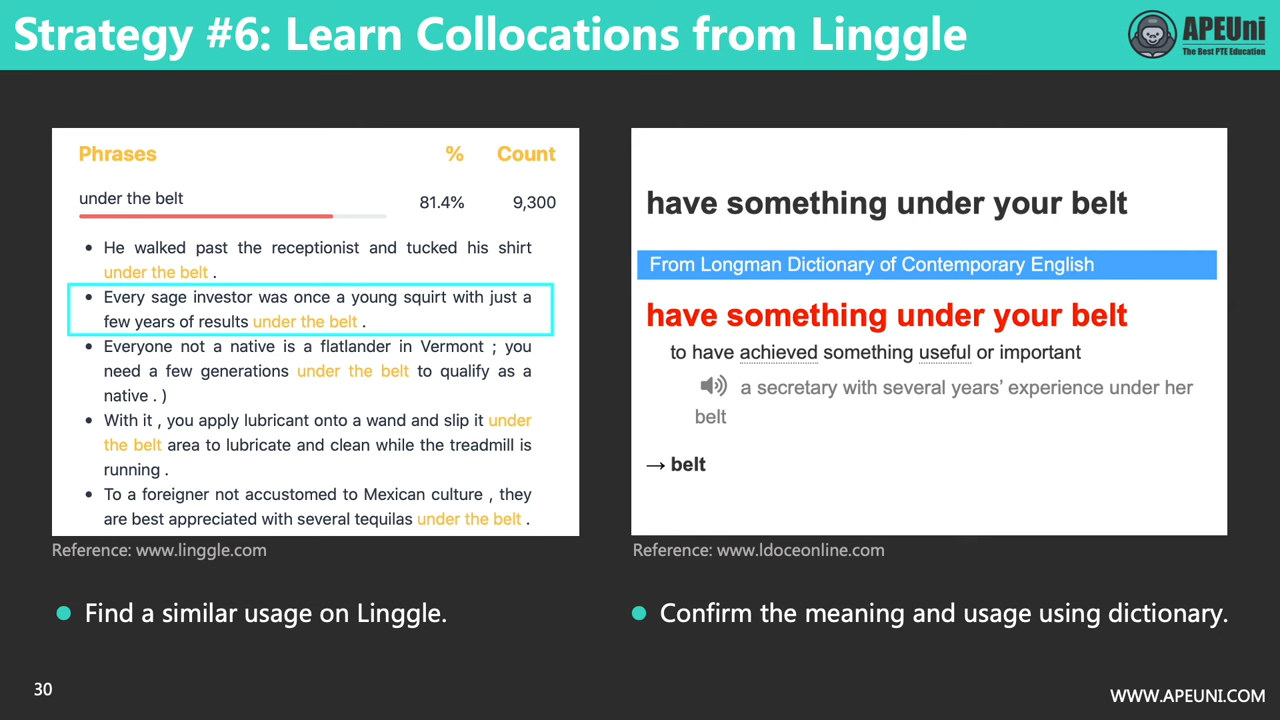 Strategy #6: Learn Collocations from Linggle
APEUni
The Best PTE Education
Phrases % Count
under the belt 81.4% 9,300
• He walked past the receptionist and tucked his shirt
under the belt .
• Every sage investor was once a young squirt with just a
few years of results under the belt .
• Everyone not a native is a flatlander in Vermont ; you
need a few generations under the belt to qualify as a
native . )
• With it , you apply lubricant onto a wand and slip it under
the belt area to lubricate and clean while the treadmill is
running .
• To a foreigner not accustomed to Mexican culture , they
are best appreciated with several tequilas under the belt .
Reference: www.linggle.com
• Find a similar usage on Linggle.
have something under your belt
From Longman Dictionary of Contemporary English
have something under your belt
to have achieved something useful or important
a secretary with several years’ experience under her
belt
→ belt
Reference: www.ldoceonline.com
• Confirm the meaning and usage using dictionary.
30
WWW.APEUNI.COM